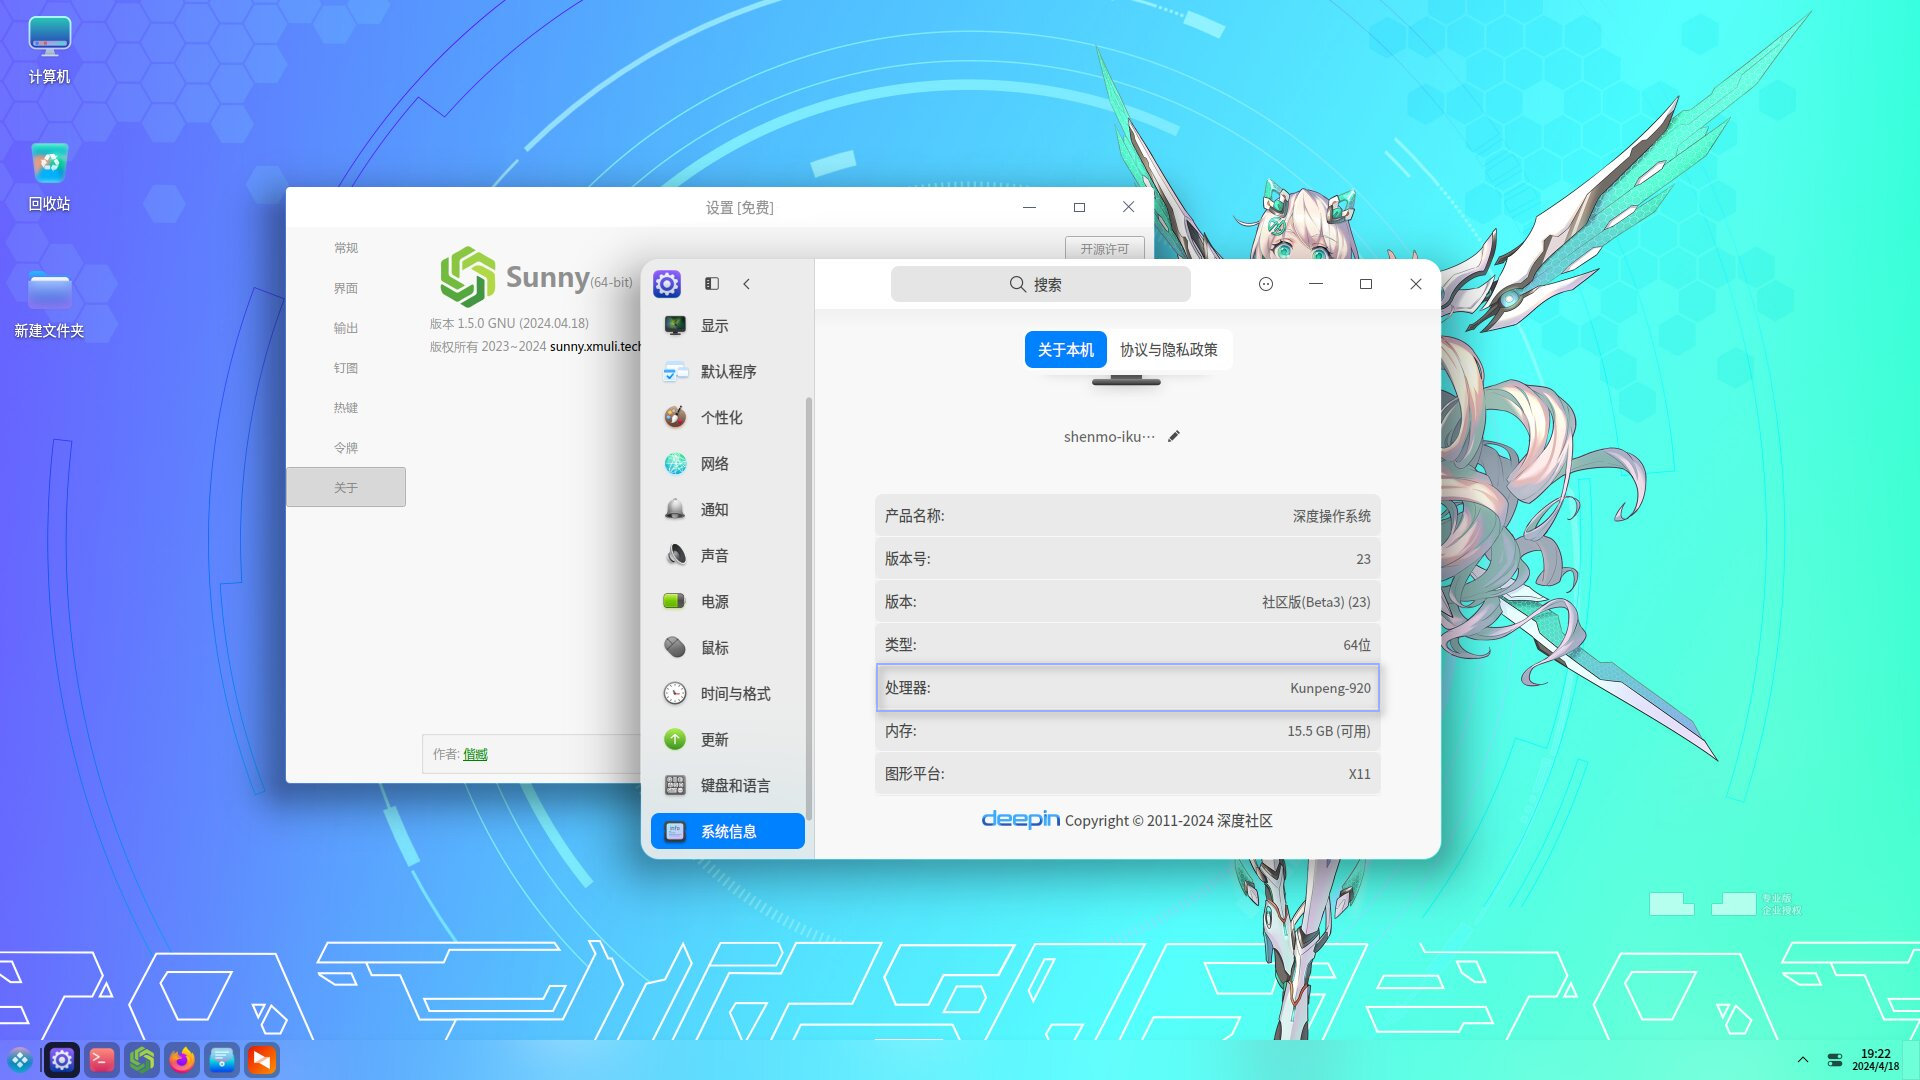 计算机
回收站
新建文件夹
设置 [免费]
常规
界面
输出
钉图
热键
令牌
关于
开源许可
Sunny(64-bit)
版本 1.5.0 GNU (2024.04.18)
版权所有 2023~2024 sunny.xmuli.tech
作者: 偕臧
搜索
显示
默认程序
个性化
网络
通知
声音
电源
鼠标
时间与格式
更新
键盘和语言
系统信息
关于本机 协议与隐私政策
shenmo-iku···
产品名称: 深度操作系统
版本号: 23
版本: 社区版(Beta3) (23)
类型: 64位
处理器: Kunpeng-920
内存: 15.5 GB (可用)
图形平台: X11
deepin Copyright © 2011-2024 深度社区
专业版
企业授权
19:22
2024/4/18